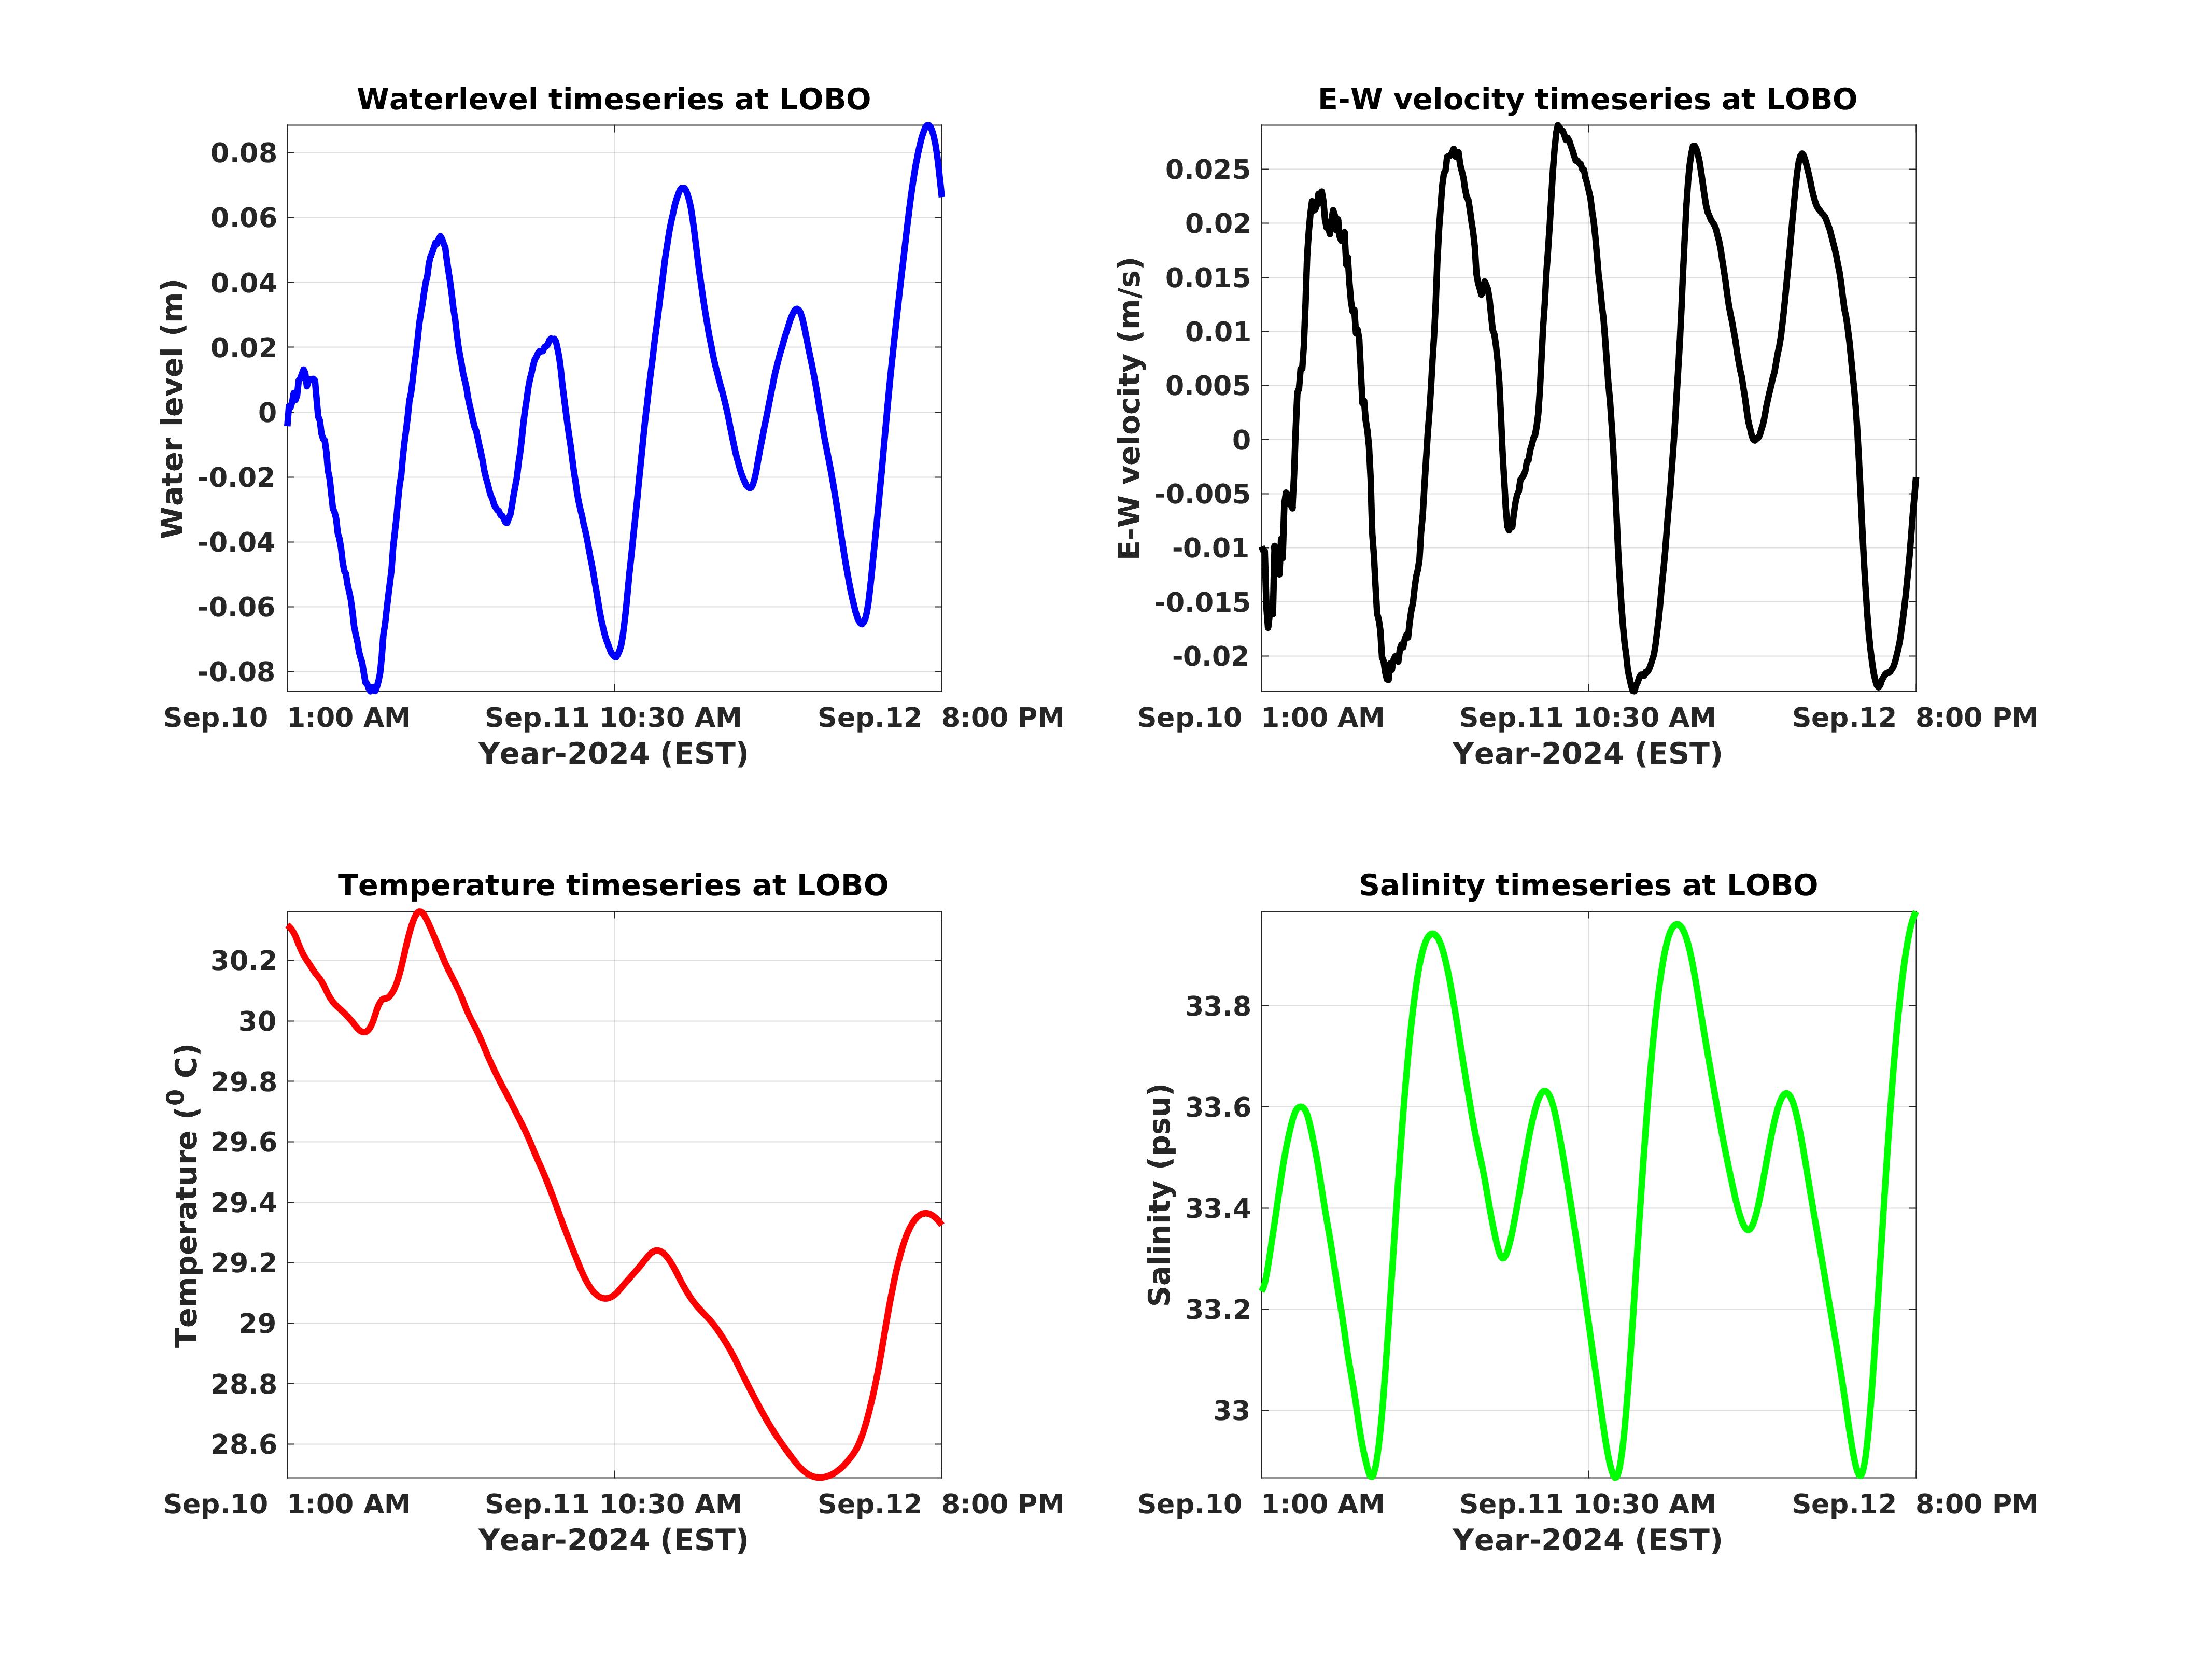 Waterlevel timeseries at LOBO
0.08
0.06
0.04
0.02
0
-0.02
-0.04
-0.06
-0.08
Water level (m)
Sep.10 1:00 AM Sep.11 10:30 AM Sep.12 8:00 PM
Year-2024 (EST)
E-W velocity timeseries at LOBO
0.025
0.02
0.015
0.01
0.005
0
-0.005
-0.01
-0.015
-0.02
E-W velocity (m/s)
Sep.10 1:00 AM Sep.11 10:30 AM Sep.12 8:00 PM
Year-2024 (EST)
Temperature timeseries at LOBO
30.2
30
29.8
29.6
29.4
29.2
29
28.8
28.6
Temperature (⁰ C)
Sep.10 1:00 AM Sep.11 10:30 AM Sep.12 8:00 PM
Year-2024 (EST)
Salinity timeseries at LOBO
33.8
33.6
33.4
33.2
33
Salinity (psu)
Sep.10 1:00 AM Sep.11 10:30 AM Sep.12 8:00 PM
Year-2024 (EST)